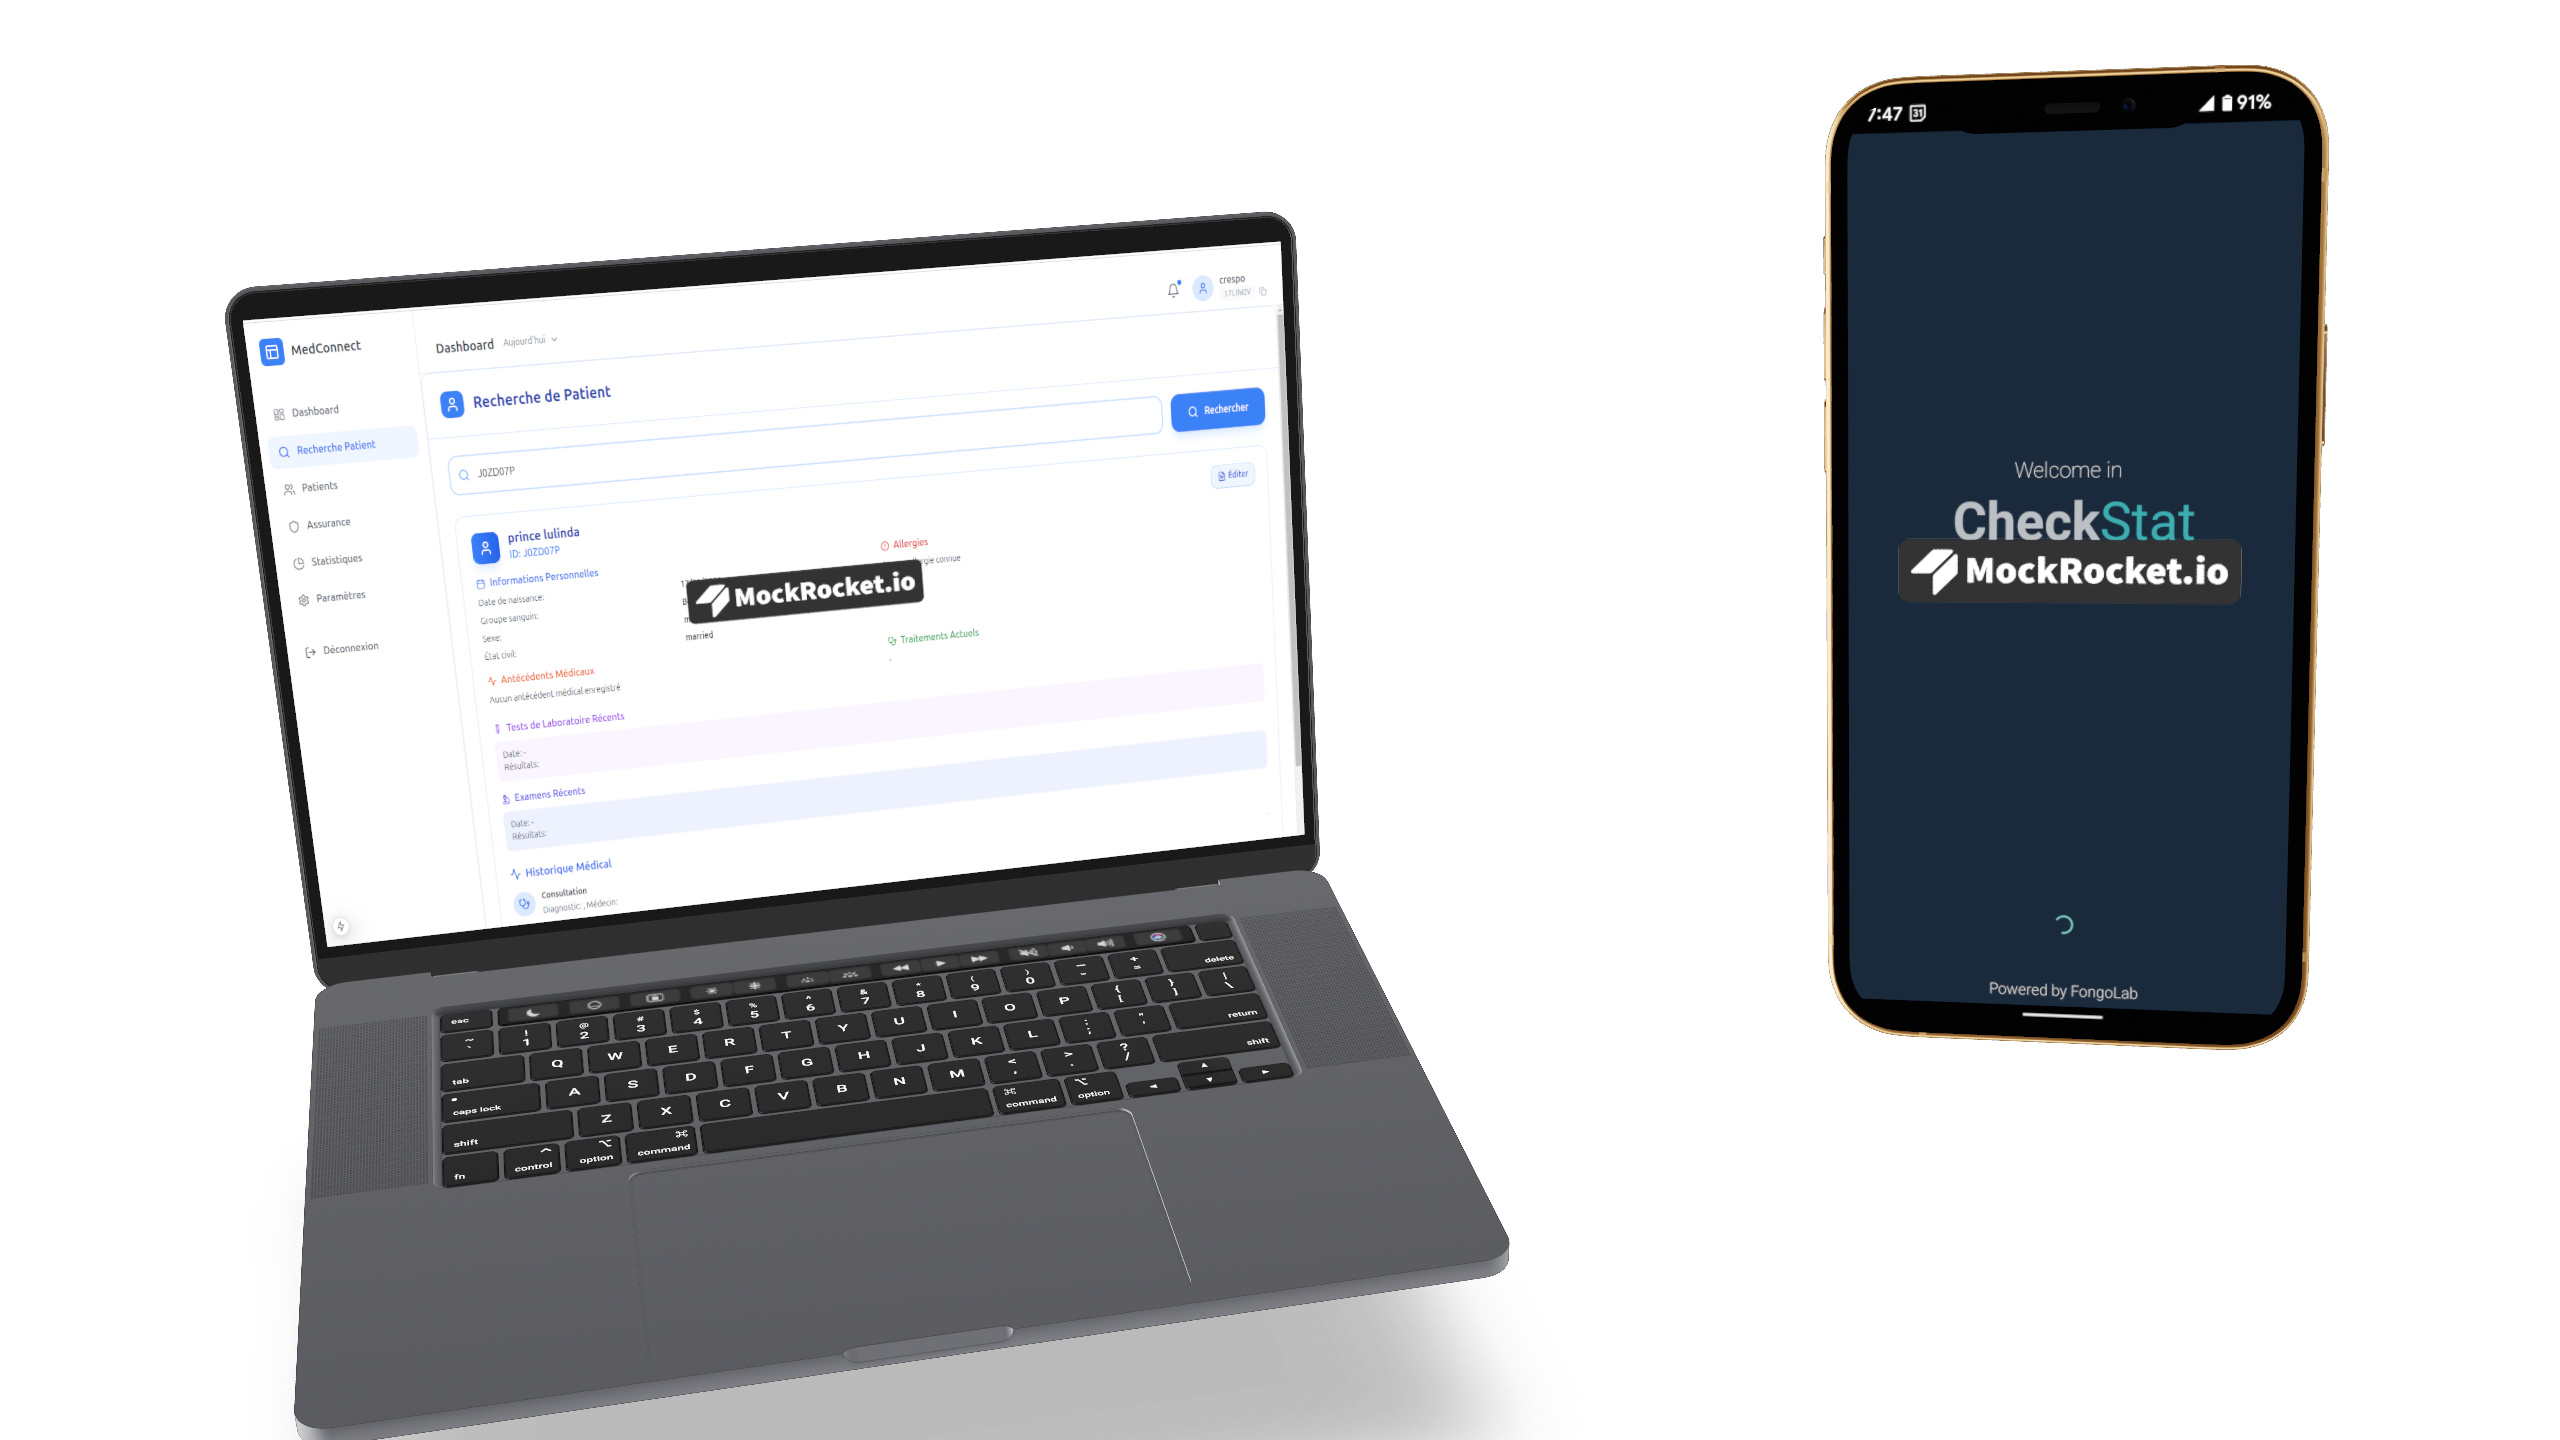 MedConnect
Dashboard
Recherche Patient
Patients
Assurance
Statistiques
Paramètres
Déconnexion
Dashboard Aujourd'hui
crespo
Recherche de Patient
J0ZD07P
Rechercher
Éditer
prince lulinda
ID: J0ZD07P
Informations Personnelles
Date de naissance:
Groupe sanguin:
Sexe:
État civil:
married
Allergies
connue
Traitements Actuels
-
Antécédents Médicaux
Aucun antécédent médical enregistré
Tests de Laboratoire Récents
Date: -
Résultats:
Examens Récents
Date: -
Résultats:
Historique Médical
Consultation
Diagnostic: , Médecin:
MockRocket.io
esc
~ ` ! 1 @ 2 # 3 $ 4 % 5 ^ 6 & 7 * 8 ( 9 ) 0 _ - + = delete
tab Q W E R T Y U I O P { [ } ] | \
caps lock A S D F G H J K L : ; " ' return
shift Z X C V B N M < , > . ? / shift
fn control option command command option
1:47 31 91%
Welcome in
CheckStat
MockRocket.io
Powered by FongoLab